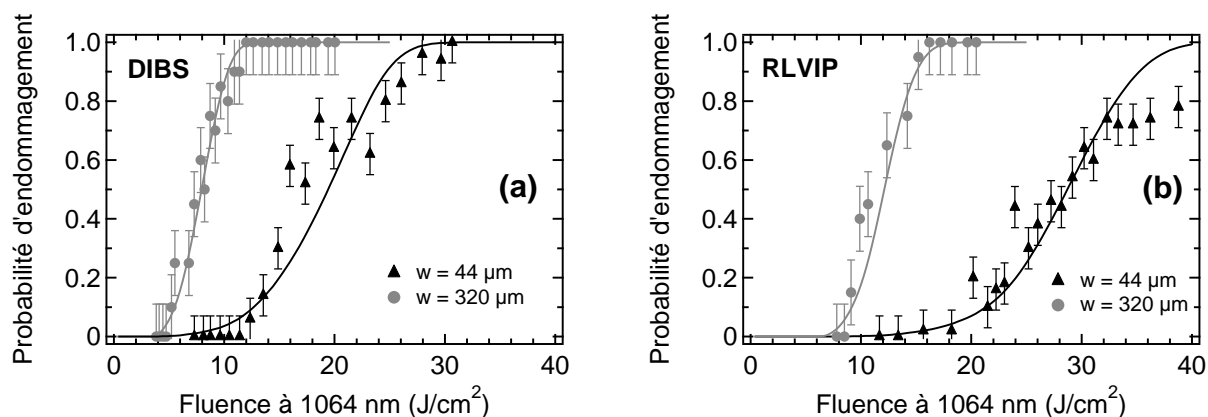 Probabilité d'endommagement
1.0
0.8
0.6
0.4
0.2
0
DIBS
(a)
w = 44 µm
w = 320 µm
0 10 20 30 40
Fluence à 1064 nm (J/cm²)
Probabilité d'endommagement
1.0
0.8
0.6
0.4
0.2
0
RLVIP
(b)
w = 44 µm
w = 320 µm
0 10 20 30 40
Fluence à 1064 nm (J/cm²)